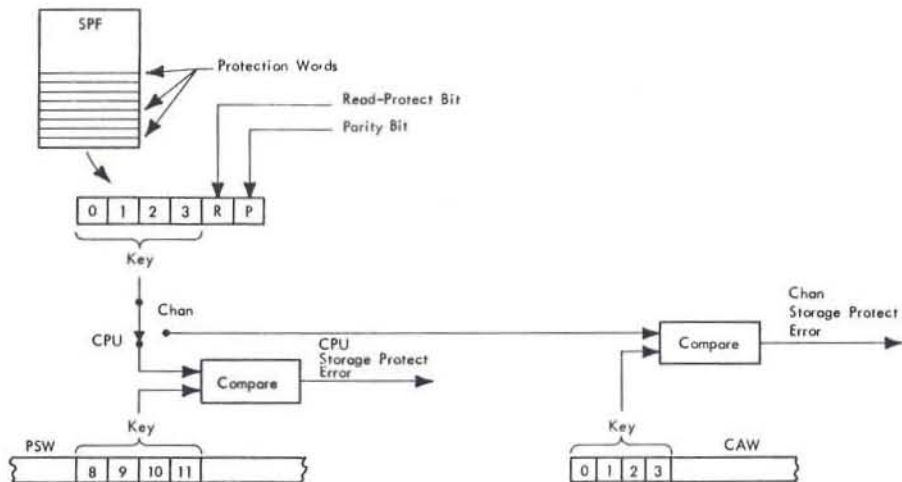 SPF
Protection Words
Read-Protect Bit
Parity Bit
0 1 2 3 R P
Key
Chan
CPU
Compare
CPU
Storage Protect
Error
Compare
Chan
Storage Protect
Error
Key
PSW
8 9 10 11
Key
CAW
0 1 2 3